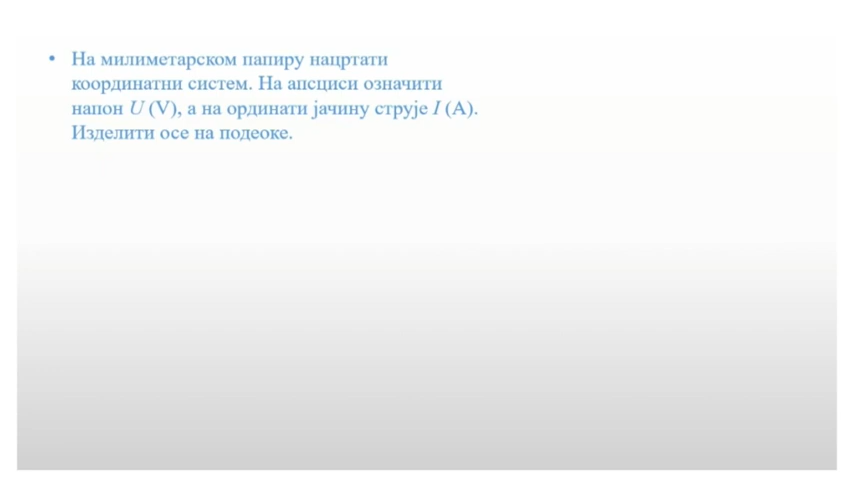 • На милиметарском папиру нацртати
координатни систем. На апсциси означити
напон U (V), а на ординати јачину струје I (A).
Изделити осе на подеоке.